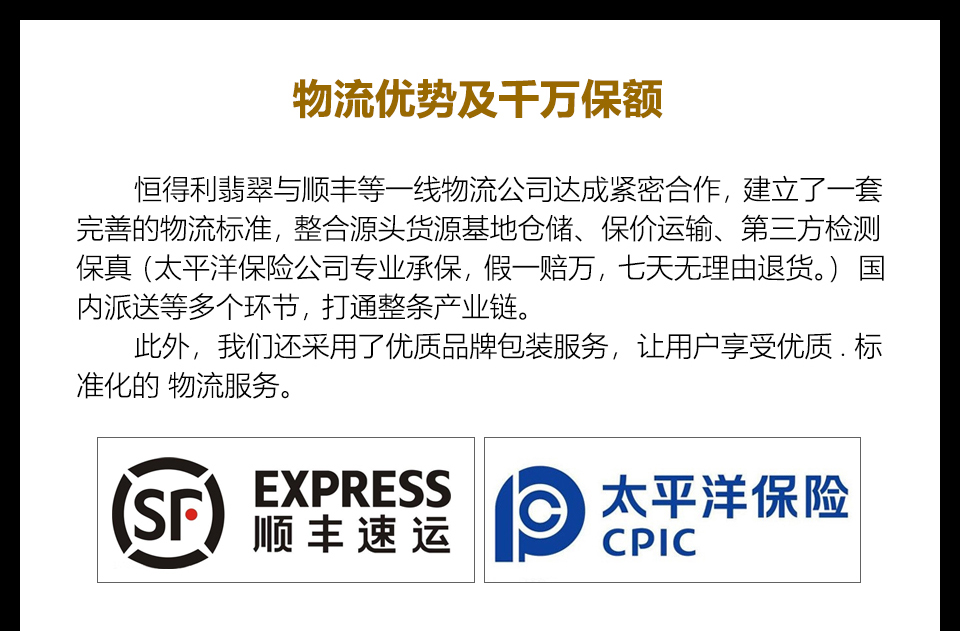 物流优势及千万保额
恒得利翡翠与顺丰等一线物流公司达成紧密合作，建立了一套
完善的物流标准，整合源头货源基地仓储、保价运输、第三方检测
保真（太平洋保险公司专业承保，假一赔万，七天无理由退货。）国
内派送等多个环节，打通整条产业链。
此外，我们还采用了优质品牌包装服务，让用户享受优质 . 标
准化的 物流服务。
SF EXPRESS
顺丰速运
太平洋保险
CPIC